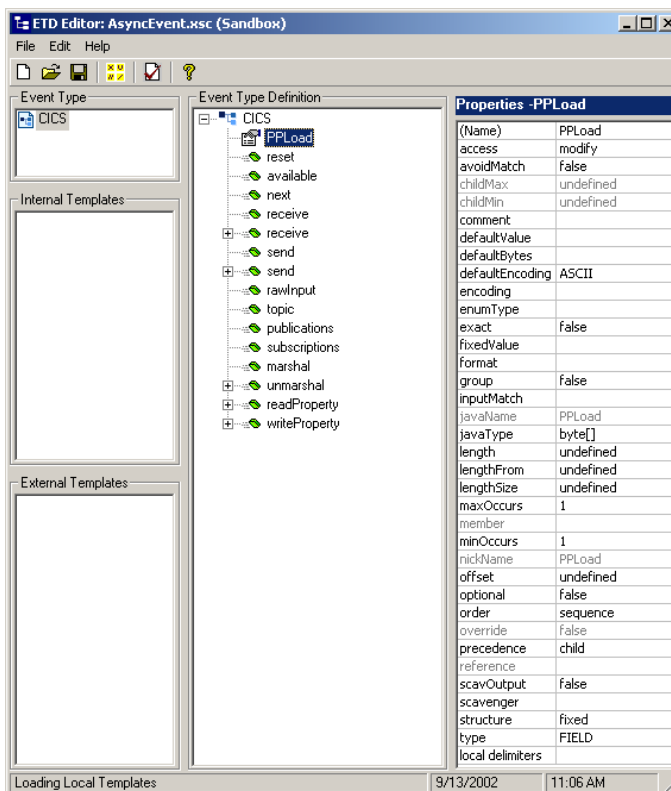 ETD Editor: AsyncEvent.xsc (Sandbox)
File Edit Help
Event Type
CICS
Internal Templates
External Templates
Event Type Definition
CICS
PPLoad
reset
available
next
receive
receive
send
send
rawInput
topic
publications
subscriptions
marshal
unmarshal
readProperty
writeProperty
Properties -PPLoad
(Name) PPLoad
access modify
avoidMatch false
childMax undefined
childMin undefined
comment
defaultValue
defaultBytes
defaultEncoding ASCII
encoding
enumType
exact false
fixedValue
format
group false
inputMatch
javaName PPLoad
javaType byte[]
length undefined
lengthFrom undefined
lengthSize undefined
maxOccurs 1
member
minOccurs 1
nickName PPLoad
offset undefined
optional false
order sequence
override false
precedence child
reference
scavOutput false
scavenger
structure fixed
type FIELD
local delimiters
Loading Local Templates 9/13/2002 11:06 AM